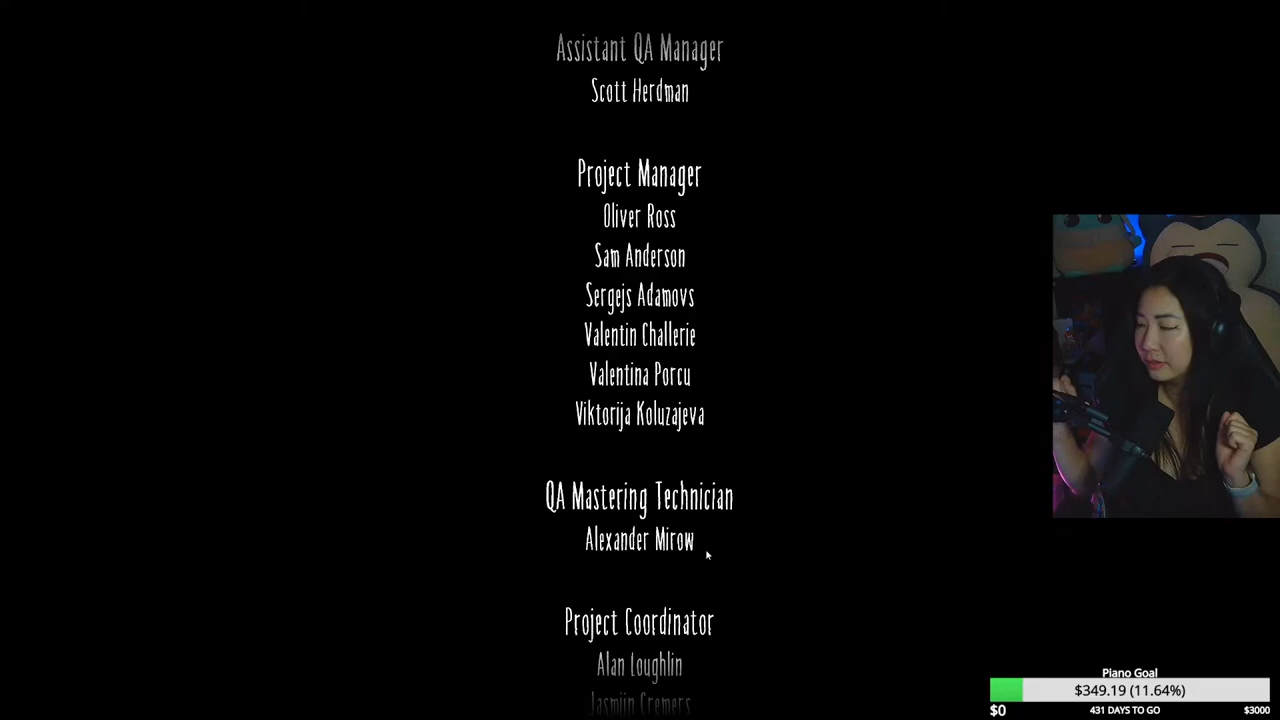 Assistant QA Manager
Scott Herdman
Project Manager
Oliver Ross
Sam Anderson
Sergejs Adamovs
Valentin Challerie
Valentina Porcu
Viktorija Koluzajeva
QA Mastering Technician
Alexander Mirow
Project Coordinator
Alan Loughlin
Jasmijn Cremers
Piano Goal
$349.19 (11.64%)
$0 431 DAYS TO GO $3000